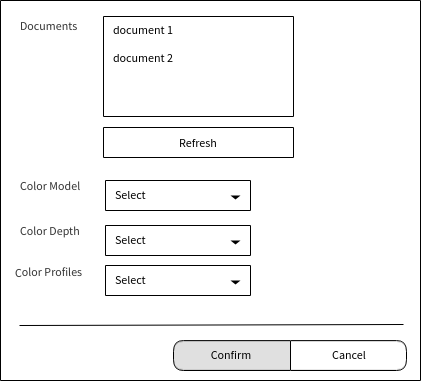 Documents
document 1
document 2
Refresh
Color Model
Select
Color Depth
Select
Color Profiles
Select
Confirm
Cancel